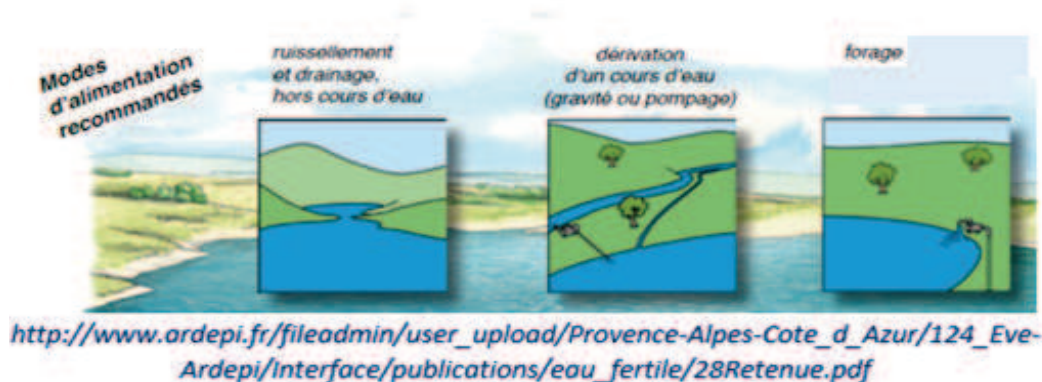 Modes
d'alimentation
recommandés
ruissellement
et drainage,
hors cours d'eau
dérivation
d'un cours d'eau
(gravité ou pompage)
forage
http://www.ardepi.fr/fileadmin/user_upload/Provence-Alpes-Cote_d_Azur/124_Eve-
Ardepi/Interface/publications/eau_fertile/28Retenue.pdf